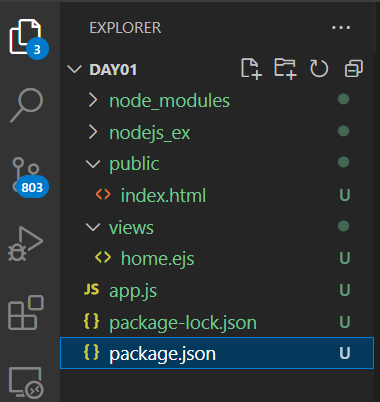 EXPLORER
3
DAY01
node_modules
nodejs_ex
public
<> index.html U
803
views
<> home.ejs U
JS app.js U
{} package-lock.json U
{} package.json U